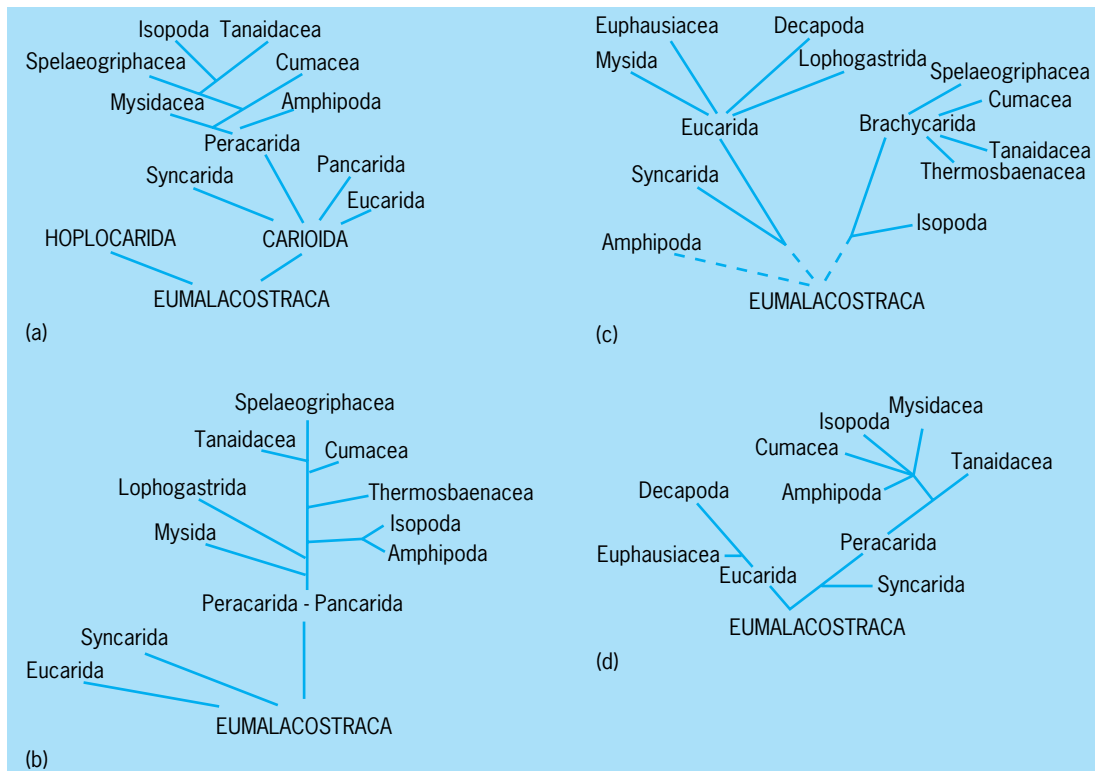 Isopoda Tanaidacea
Spelaeogriphacea
Cumacea
Mysidacea
Amphipoda
Peracarida
Pancarida
Syncarida
Eucarida
HOPLOCARIDA
CARIOIDA
EUMALACOSTRACA
(a)
Spelaeogriphacea
Tanaidacea
Cumacea
Lophogastrida
Thermosbaenacea
Isopoda
Mysida
Amphipoda
Peracarida - Pancarida
Syncarida
Eucarida
EUMALACOSTRACA
(b)
Euphausiacea
Decapoda
Mysida
Lophogastrida
Spelaeogriphacea
Cumacea
Eucarida
Brachycarida
Tanaidacea
Thermosbaenacea
Syncarida
Isopoda
Amphipoda
EUMALACOSTRACA
(c)
Mysidacea
Isopoda
Cumacea
Tanaidacea
Decapoda
Amphipoda
Peracarida
Euphausiacea
Eucarida
Syncarida
EUMALACOSTRACA
(d)